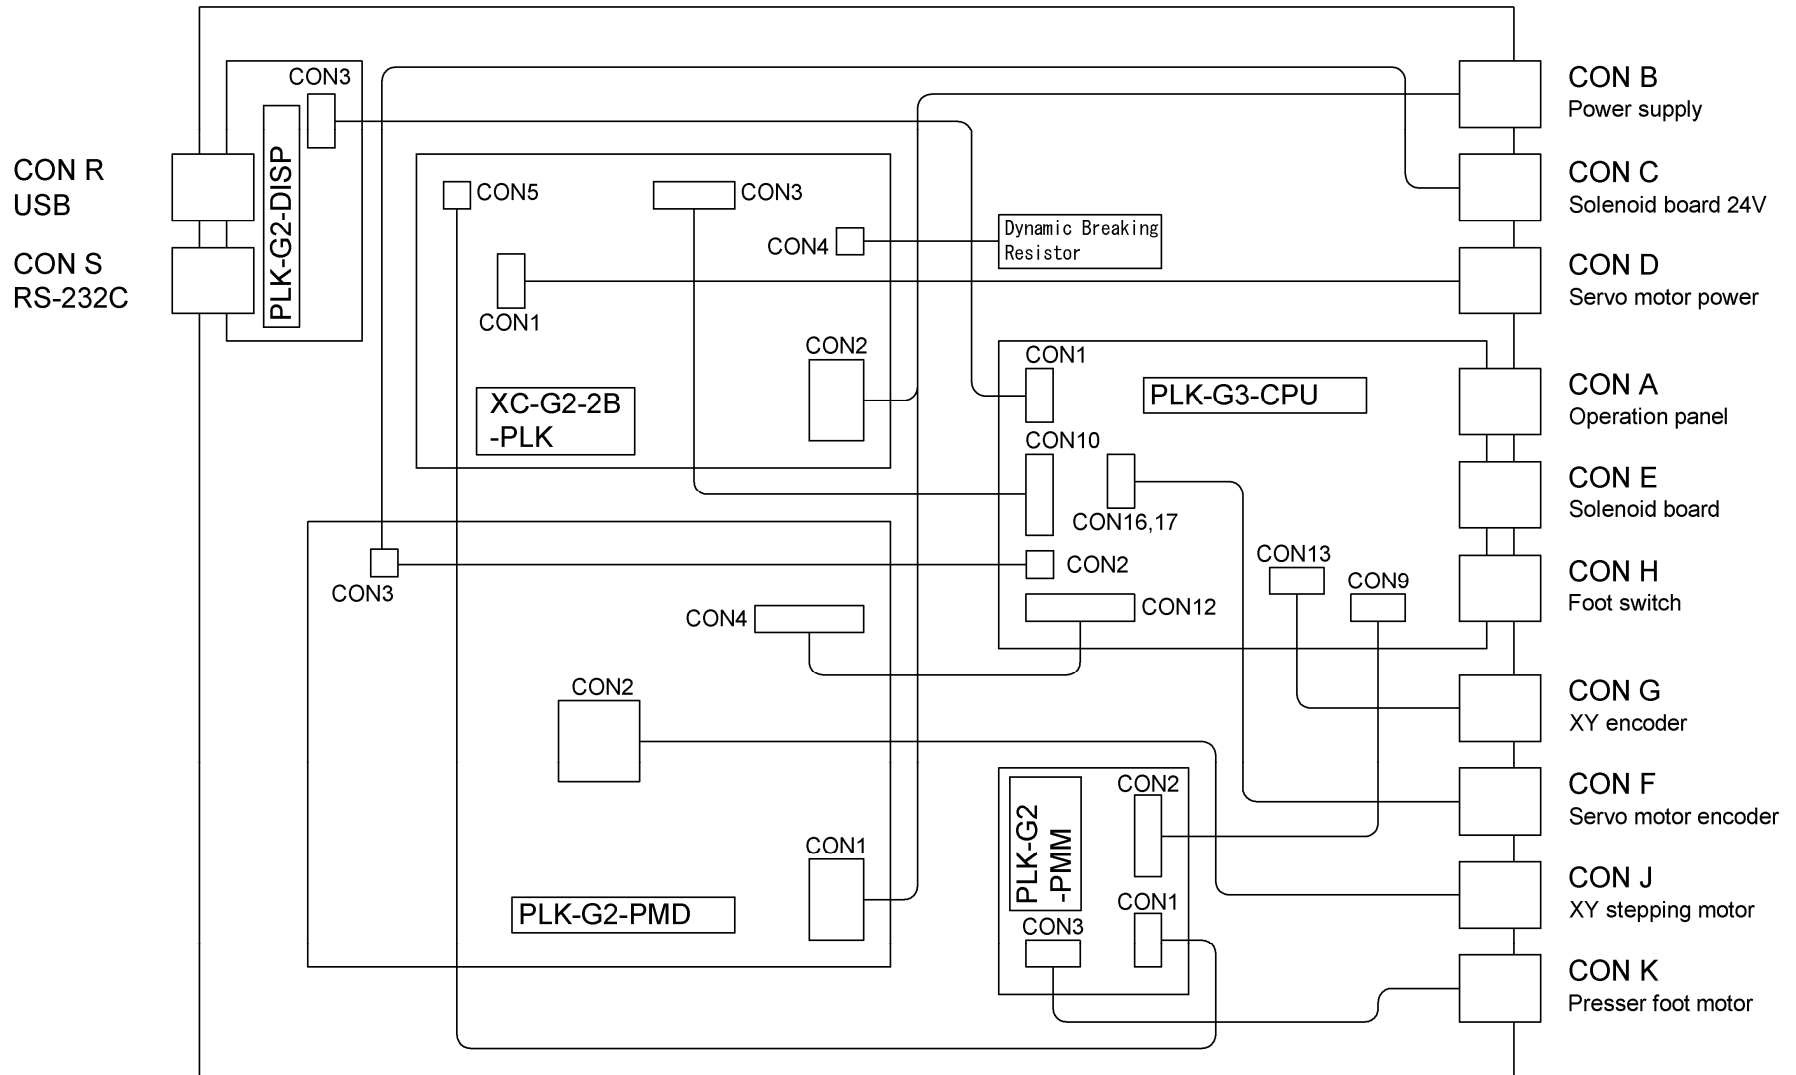 CON R
USB
CON S
RS-232C
CON3
PLK-G2-DISP
CON5
CON3
CON4
Dynamic Breaking
Resistor
CON1
CON2
XC-G2-2B
-PLK
CON1
PLK-G3-CPU
CON10
CON16,17
CON2
CON13
CON9
CON12
CON3
CON4
CON2
CON1
PLK-G2-PMD
PLK-G2
-PMM
CON2
CON1
CON3
CON B
Power supply
CON C
Solenoid board 24V
CON D
Servo motor power
CON A
Operation panel
CON E
Solenoid board
CON H
Foot switch
CON G
XY encoder
CON F
Servo motor encoder
CON J
XY stepping motor
CON K
Presser foot motor